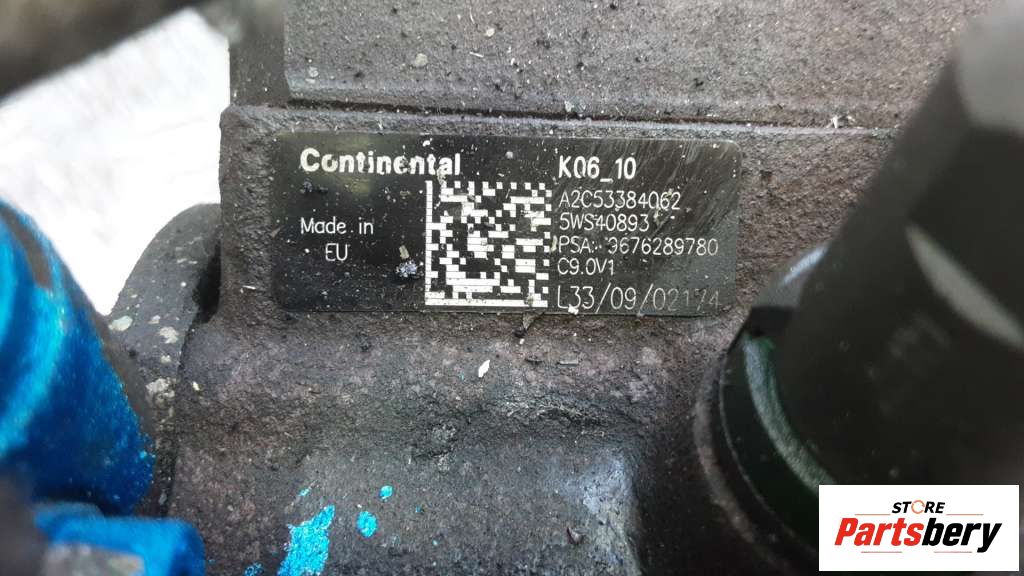 Continental K06_10
A2C53384062
Made in 5WS40893
EU PSA: 9676289780
C9.0V1
L33/09/02174
STORE
Partsbery